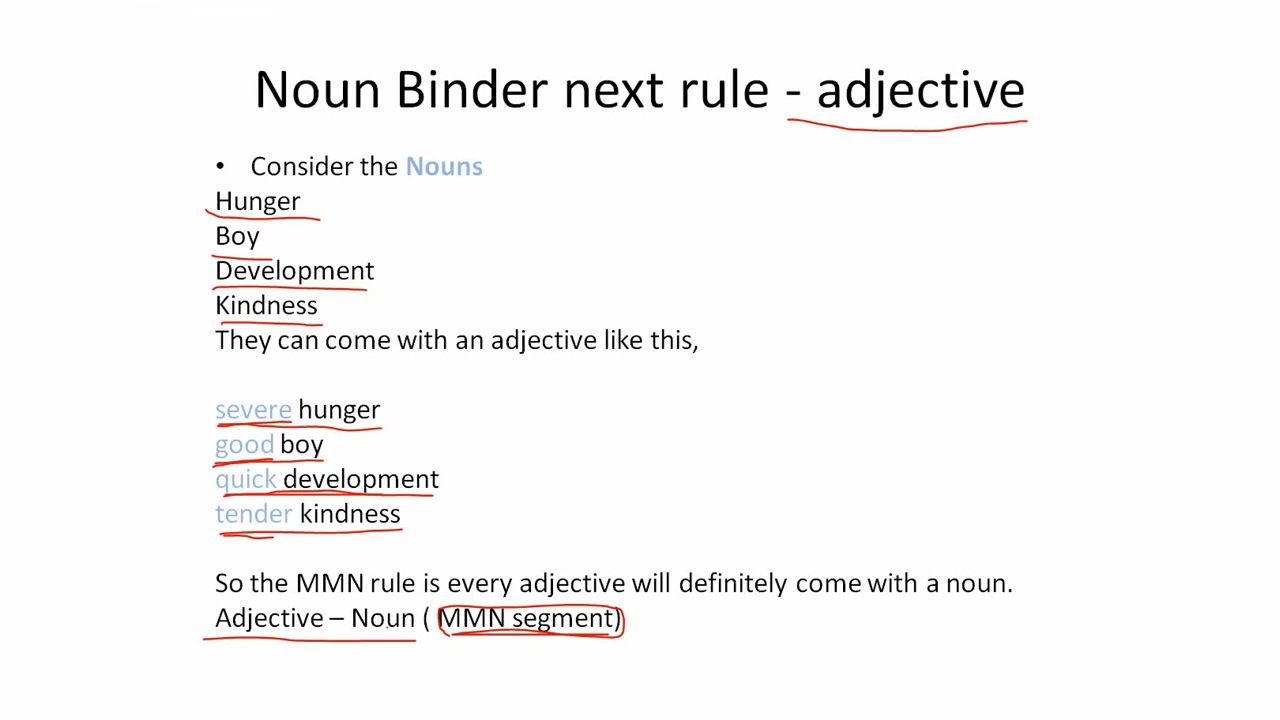 Noun Binder next rule - adjective
• Consider the Nouns
Hunger
Boy
Development
Kindness
They can come with an adjective like this,
severe hunger
good boy
quick development
tender kindness
So the MMN rule is every adjective will definitely come with a noun.
Adjective – Noun ( MMN segment)